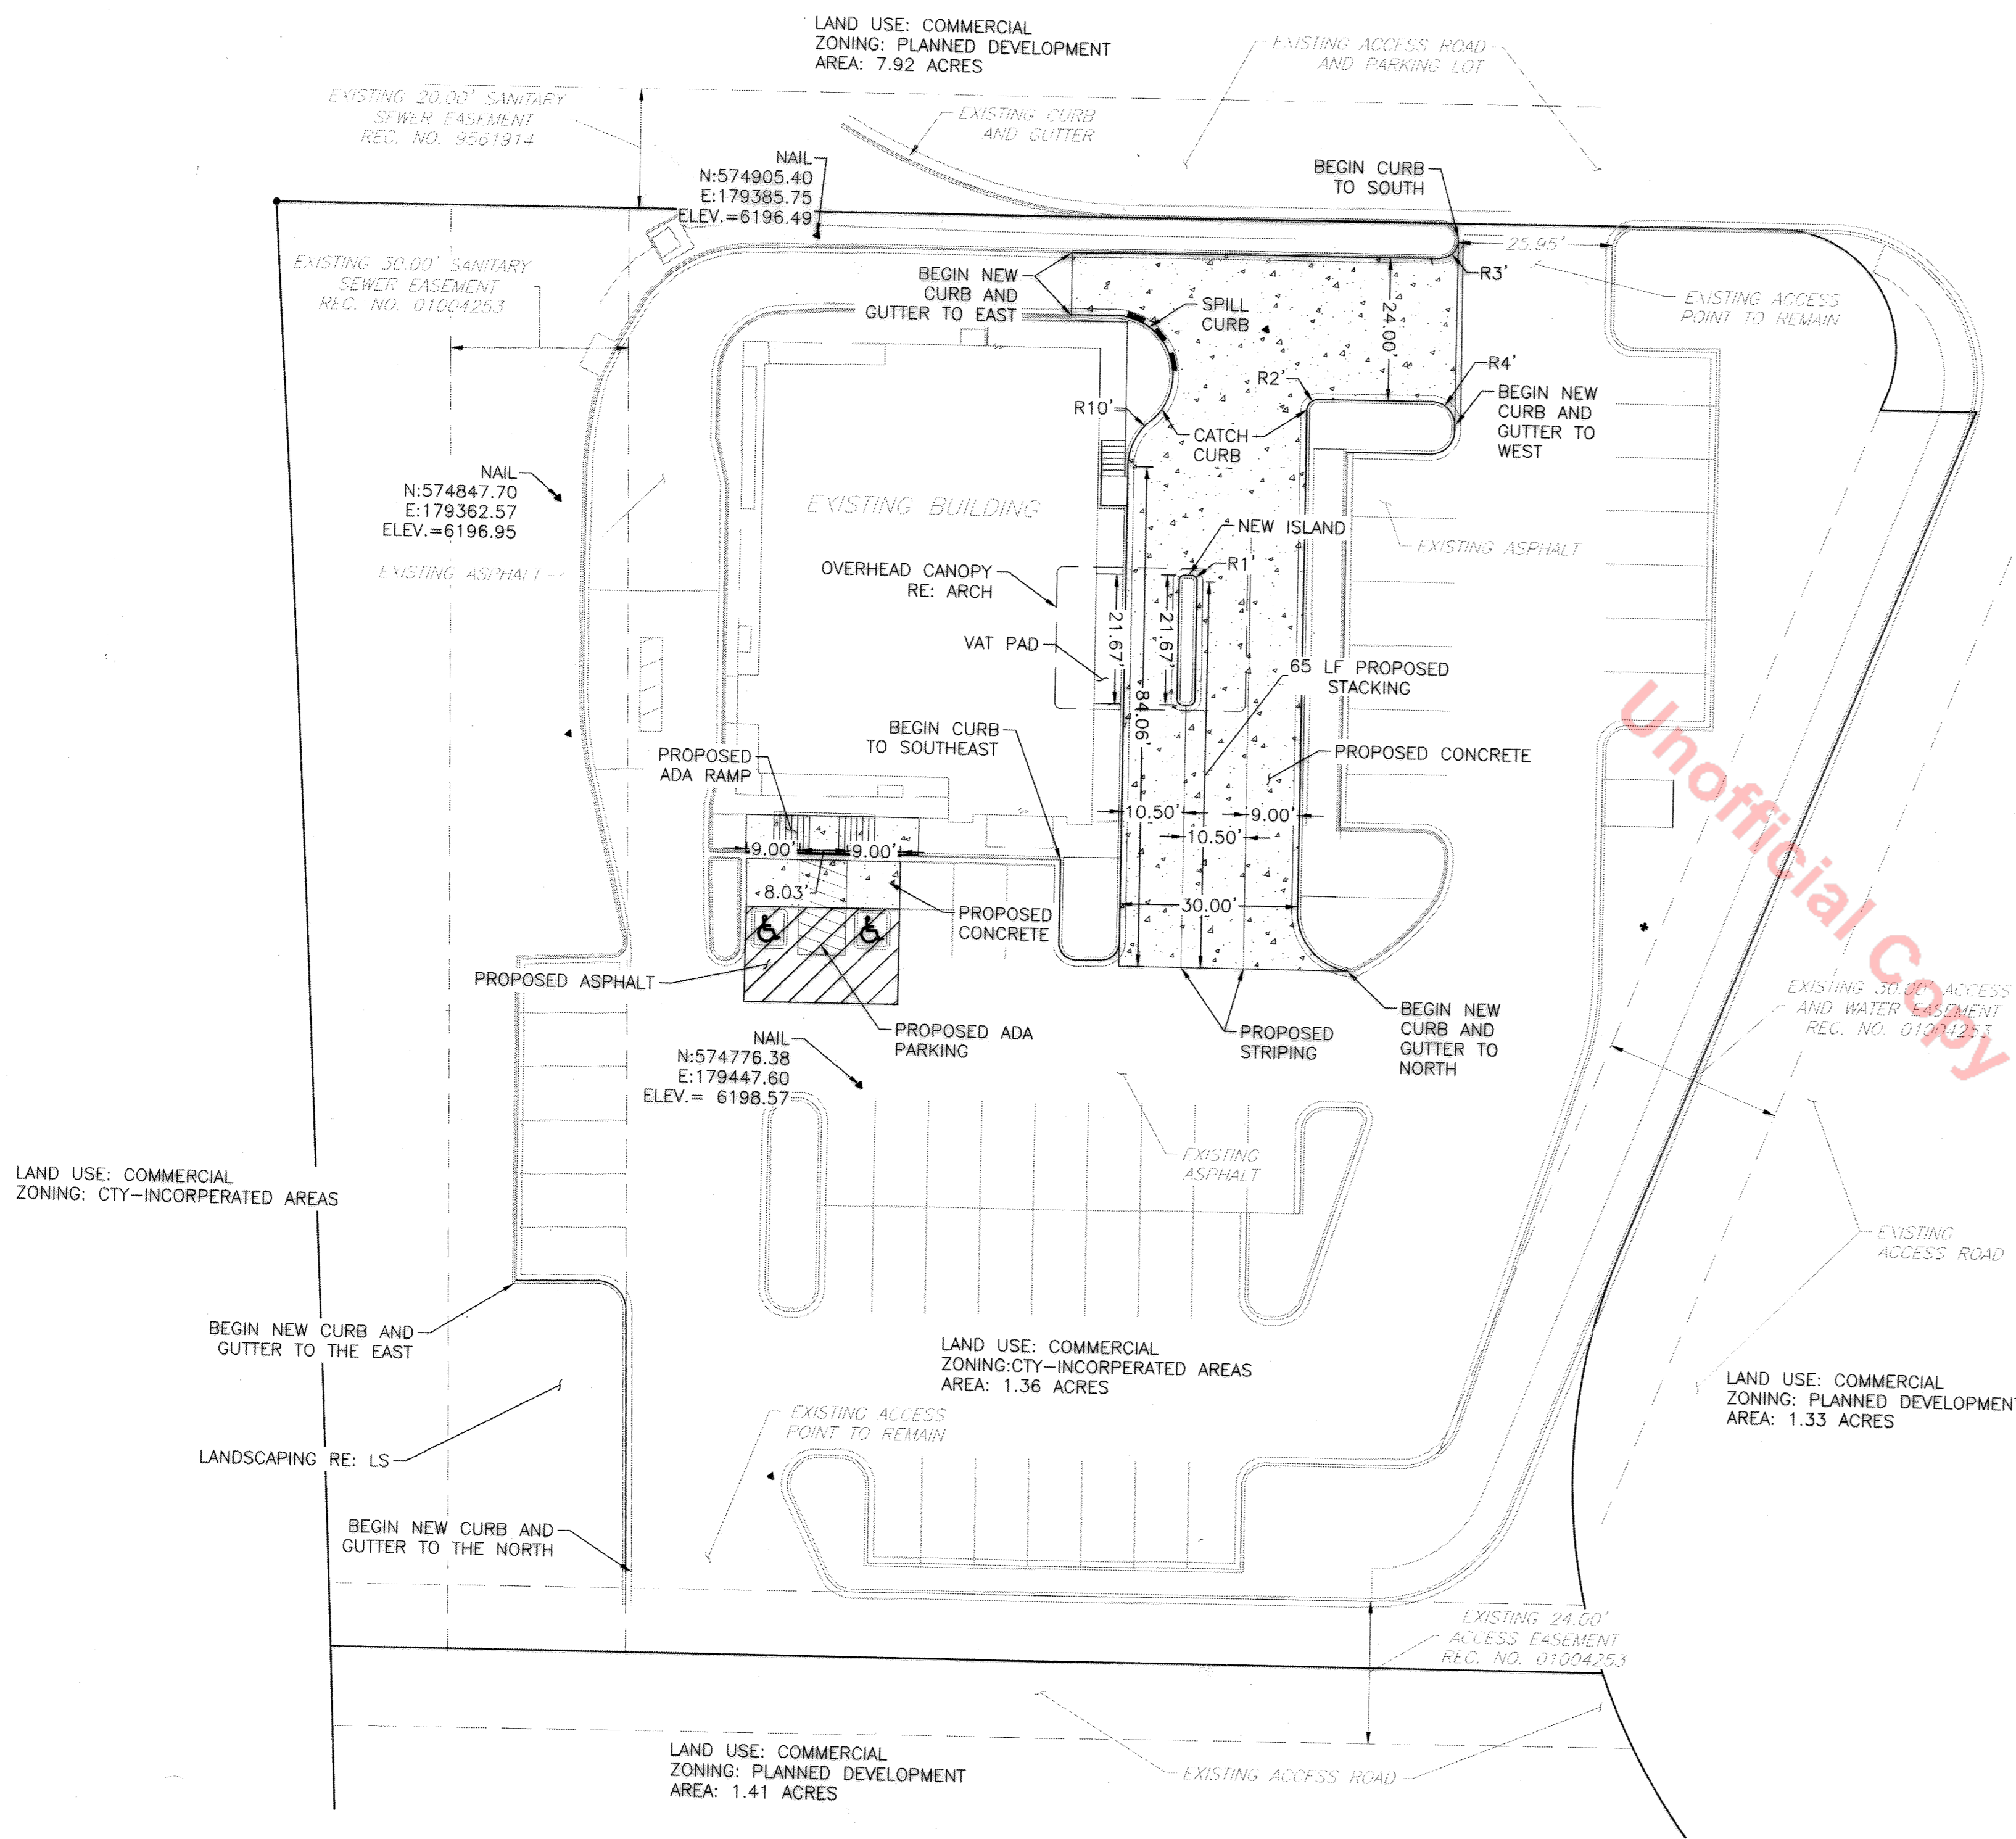 LAND USE: COMMERCIAL
ZONING: PLANNED DEVELOPMENT
AREA: 7.92 ACRES
EXISTING ACCESS ROAD
AND PARKING LOT
EXISTING 20.00' SANITARY
SEWER EASEMENT
REC. NO. 9561914
EXISTING CURB
AND GUTTER
NAIL
N:574905.40
E:179385.75
ELEV.=6196.49
BEGIN CURB
TO SOUTH
25.95'
R3'
EXISTING 30.00' SANITARY
SEWER EASEMENT
REC. NO. 01004253
BEGIN NEW
CURB AND
GUTTER TO EAST
SPILL
CURB
24.00'
EXISTING ACCESS
POINT TO REMAIN
R4'
R2'
BEGIN NEW
CURB AND
GUTTER TO
WEST
R10'
CATCH
CURB
NAIL
N:574847.70
E:179362.57
ELEV.=6196.95
EXISTING BUILDING
NEW ISLAND
R1'
EXISTING ASPHALT
EXISTING ASPHALT
OVERHEAD CANOPY
RE: ARCH
21.67'
21.67'
VAT PAD
84.06'
65 LF PROPOSED
STACKING
BEGIN CURB
TO SOUTHEAST
PROPOSED CONCRETE
PROPOSED
ADA RAMP
10.50'
9.00'
10.50'
9.00'
9.00'
8.03'
30.00'
PROPOSED
CONCRETE
PROPOSED ASPHALT
PROPOSED ADA
PARKING
PROPOSED
STRIPING
BEGIN NEW
CURB AND
GUTTER TO
NORTH
EXISTING 30.00' ACCESS
AND WATER EASEMENT
REC. NO. 01004253
Unofficial Copy
NAIL
N:574776.38
E:179447.60
ELEV.= 6198.57
EXISTING
ASPHALT
LAND USE: COMMERCIAL
ZONING: CTY-INCORPERATED AREAS
EXISTING
ACCESS ROAD
BEGIN NEW CURB AND
GUTTER TO THE EAST
LAND USE: COMMERCIAL
ZONING:CTY-INCORPERATED AREAS
AREA: 1.36 ACRES
LAND USE: COMMERCIAL
ZONING: PLANNED DEVELOPMENT
AREA: 1.33 ACRES
EXISTING ACCESS
POINT TO REMAIN
LANDSCAPING RE: LS
BEGIN NEW CURB AND
GUTTER TO THE NORTH
EXISTING 24.00'
ACCESS EASEMENT
REC. NO. 01004253
LAND USE: COMMERCIAL
ZONING: PLANNED DEVELOPMENT
AREA: 1.41 ACRES
EXISTING ACCESS ROAD